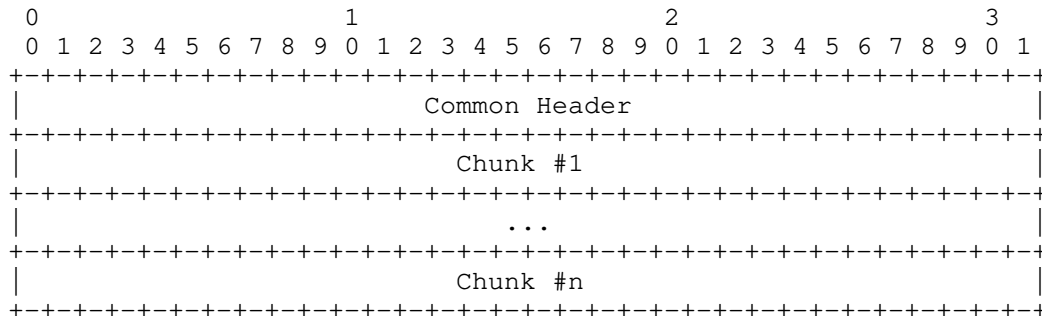 0                   1                   2                   3
 0 1 2 3 4 5 6 7 8 9 0 1 2 3 4 5 6 7 8 9 0 1 2 3 4 5 6 7 8 9 0 1
+-+-+-+-+-+-+-+-+-+-+-+-+-+-+-+-+-+-+-+-+-+-+-+-+-+-+-+-+-+-+-+-+
|                         Common Header                         |
+-+-+-+-+-+-+-+-+-+-+-+-+-+-+-+-+-+-+-+-+-+-+-+-+-+-+-+-+-+-+-+-+
|                           Chunk #1                            |
+-+-+-+-+-+-+-+-+-+-+-+-+-+-+-+-+-+-+-+-+-+-+-+-+-+-+-+-+-+-+-+-+
|                              ...                              |
+-+-+-+-+-+-+-+-+-+-+-+-+-+-+-+-+-+-+-+-+-+-+-+-+-+-+-+-+-+-+-+-+
|                           Chunk #n                            |
+-+-+-+-+-+-+-+-+-+-+-+-+-+-+-+-+-+-+-+-+-+-+-+-+-+-+-+-+-+-+-+-+